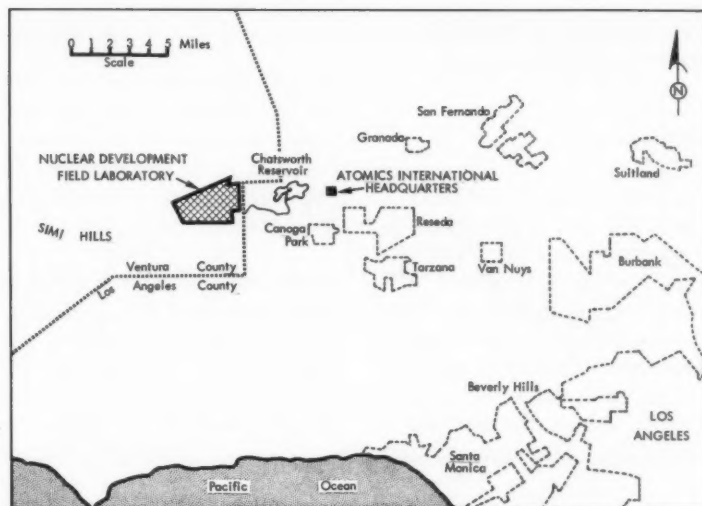 0 1 2 3 4 5 Miles
Scale
N
San Fernando
Granada
Suitland
NUCLEAR DEVELOPMENT
FIELD LABORATORY
Chatsworth
Reservoir
ATOMICS INTERNATIONAL
HEADQUARTERS
SIMI HILLS
Canoga
Park
Reseda
Tarzana
Van Nuys
Burbank
Ventura County
Los Angeles County
Beverly Hills
LOS
ANGELES
Santa
Monica
Pacific Ocean